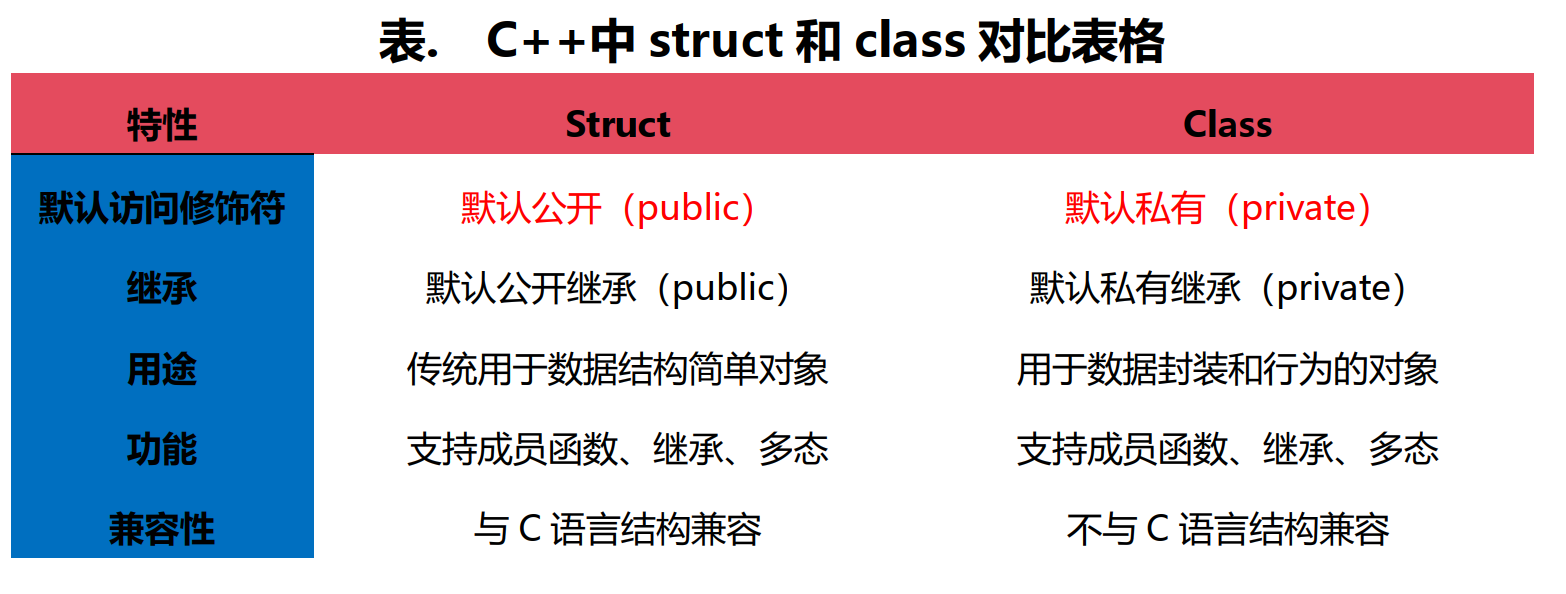 表. C++中 struct 和 class 对比表格
特性 Struct Class
默认访问修饰符 默认公开（public） 默认私有（private）
继承 默认公开继承（public） 默认私有继承（private）
用途 传统用于数据结构简单对象 用于数据封装和行为的对象
功能 支持成员函数、继承、多态 支持成员函数、继承、多态
兼容性 与 C 语言结构兼容 不与 C 语言结构兼容